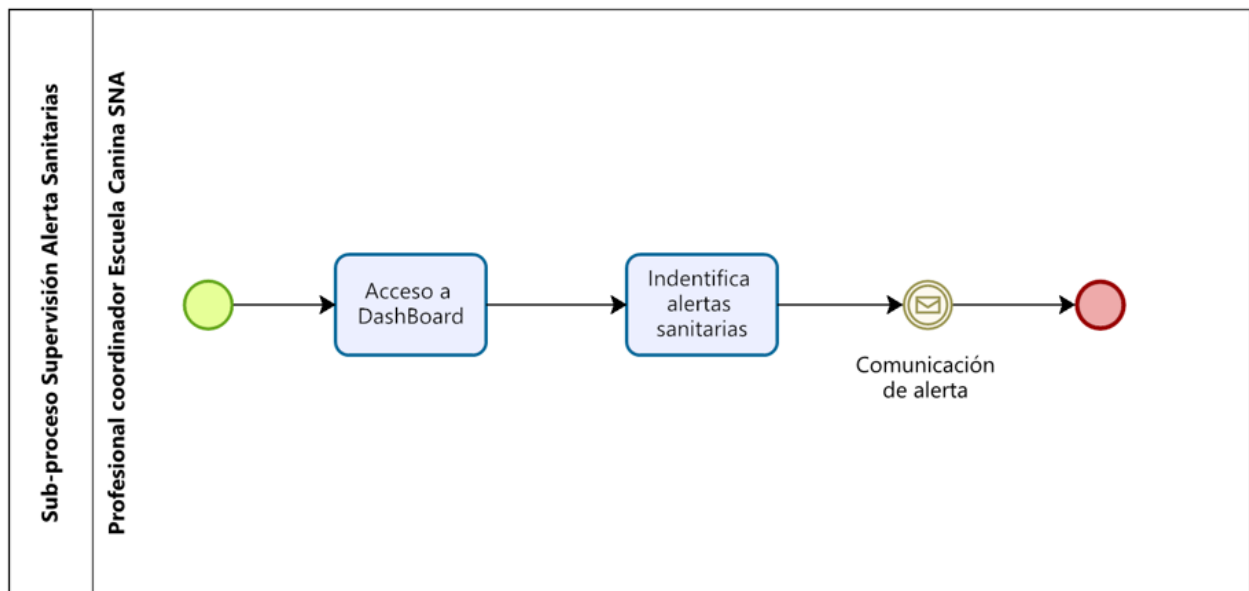 Sub-proceso Supervisión Alerta Sanitarias
Profesional coordinador Escuela Canina SNA
Acceso a
DashBoard
Indentifica
alertas
sanitarias
Comunicación
de alerta